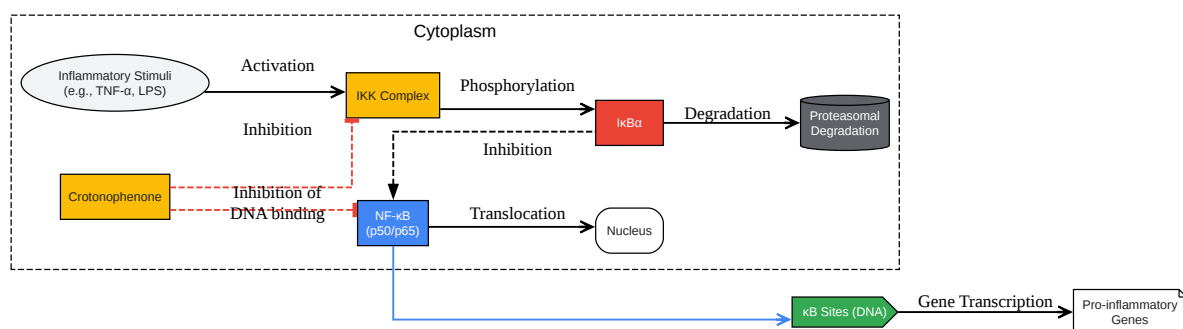 Cytoplasm
Inflammatory Stimuli
(e.g., TNF-α, LPS)
Activation
IKK Complex
Phosphorylation
IκBα
Degradation
Proteasomal
Degradation
Inhibition
Inhibition
Crotonophenone
Inhibition of
DNA binding
NF-κB
(p50/p65)
Translocation
Nucleus
κB Sites (DNA)
Gene Transcription
Pro-inflammatory
Genes